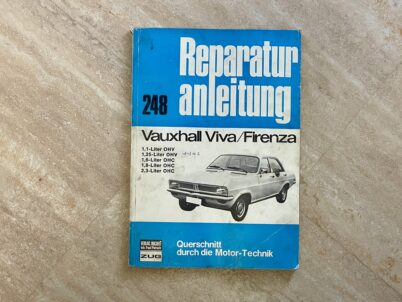 Reparatur
248 anleitung
Vauxhall Viva/Firenza
1,1-Liter OHV
1,25-Liter OHV
1,6-Liter OHC
1,8-Liter OHC
2,3-Liter OHC
ZUG
Querschnitt
durch die Motor-Technik